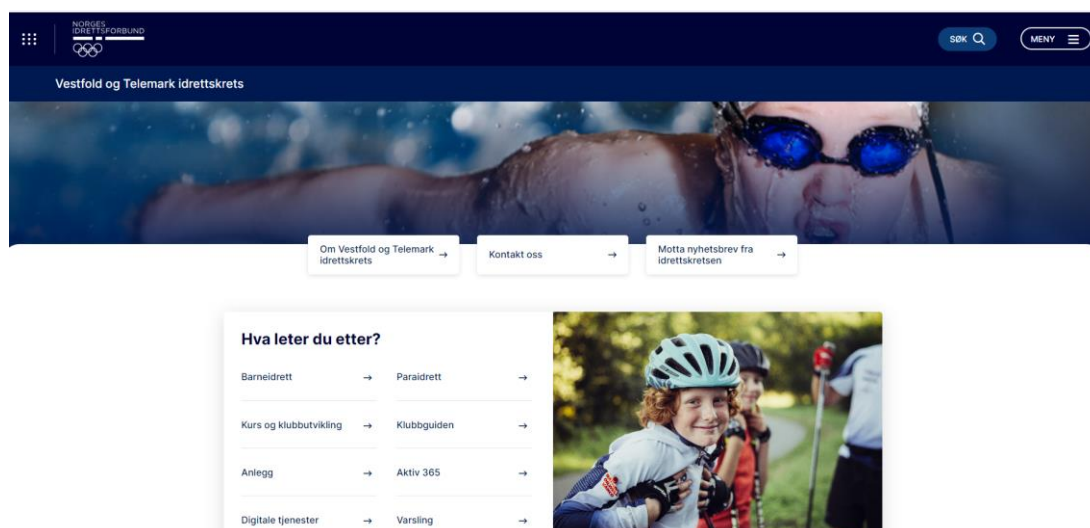 NORGES
IDRETTSFORBUND
SØK
MENY
Vestfold og Telemark idrettskrets
Om Vestfold og Telemark
idrettskrets
Kontakt oss
Motta nyhetsbrev fra
idrettskretsen
Hva leter du etter?
Barneidrett
Paraidrett
Kurs og klubbutvikling
Klubbguiden
Anlegg
Aktiv 365
Digitale tjenester
Varsling